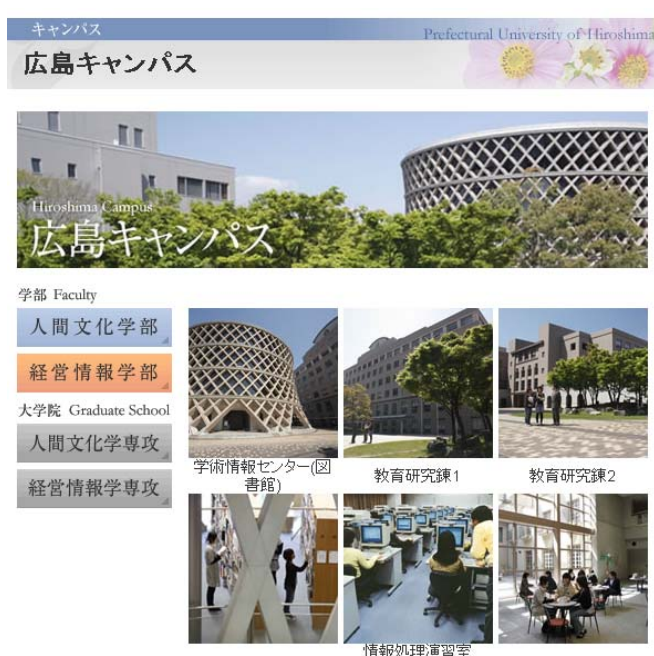 キャンパス
Prefectural University of Hiroshima
広島キャンパス
Hiroshima Campus
広島キャンパス
学部 Faculty
人間文化学部
経営情報学部
大学院 Graduate School
人間文化学専攻
経営情報学専攻
学術情報センター(図
書館)
教育研究錬1
教育研究錬2
情報処理演習室